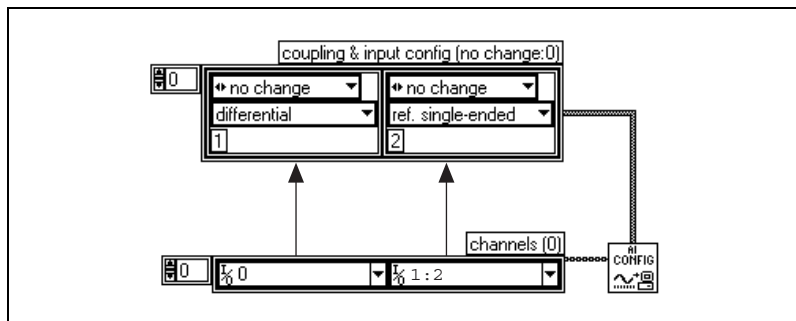 coupling & input config (no change:0)
0
no change no change
differential ref. single-ended
1 2
channels (0)
0 I/O 0 I/O 1:2
AI
CONFIG